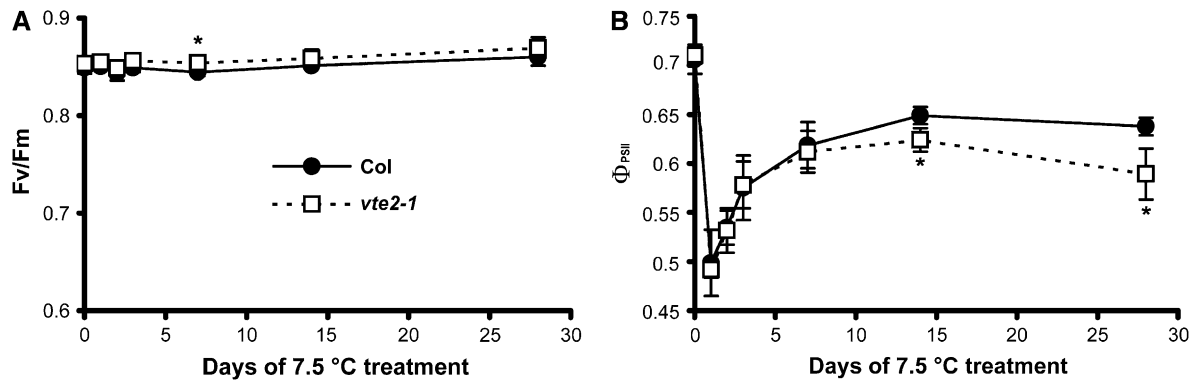 A
Fv/Fm
0.9
0.8
0.7
0.6
*
Col
vte2-1
0 5 10 15 20 25 30
Days of 7.5 °C treatment
B
ΦPSII
0.75
0.7
0.65
0.6
0.55
0.5
0.45
*
*
0 5 10 15 20 25 30
Days of 7.5 °C treatment